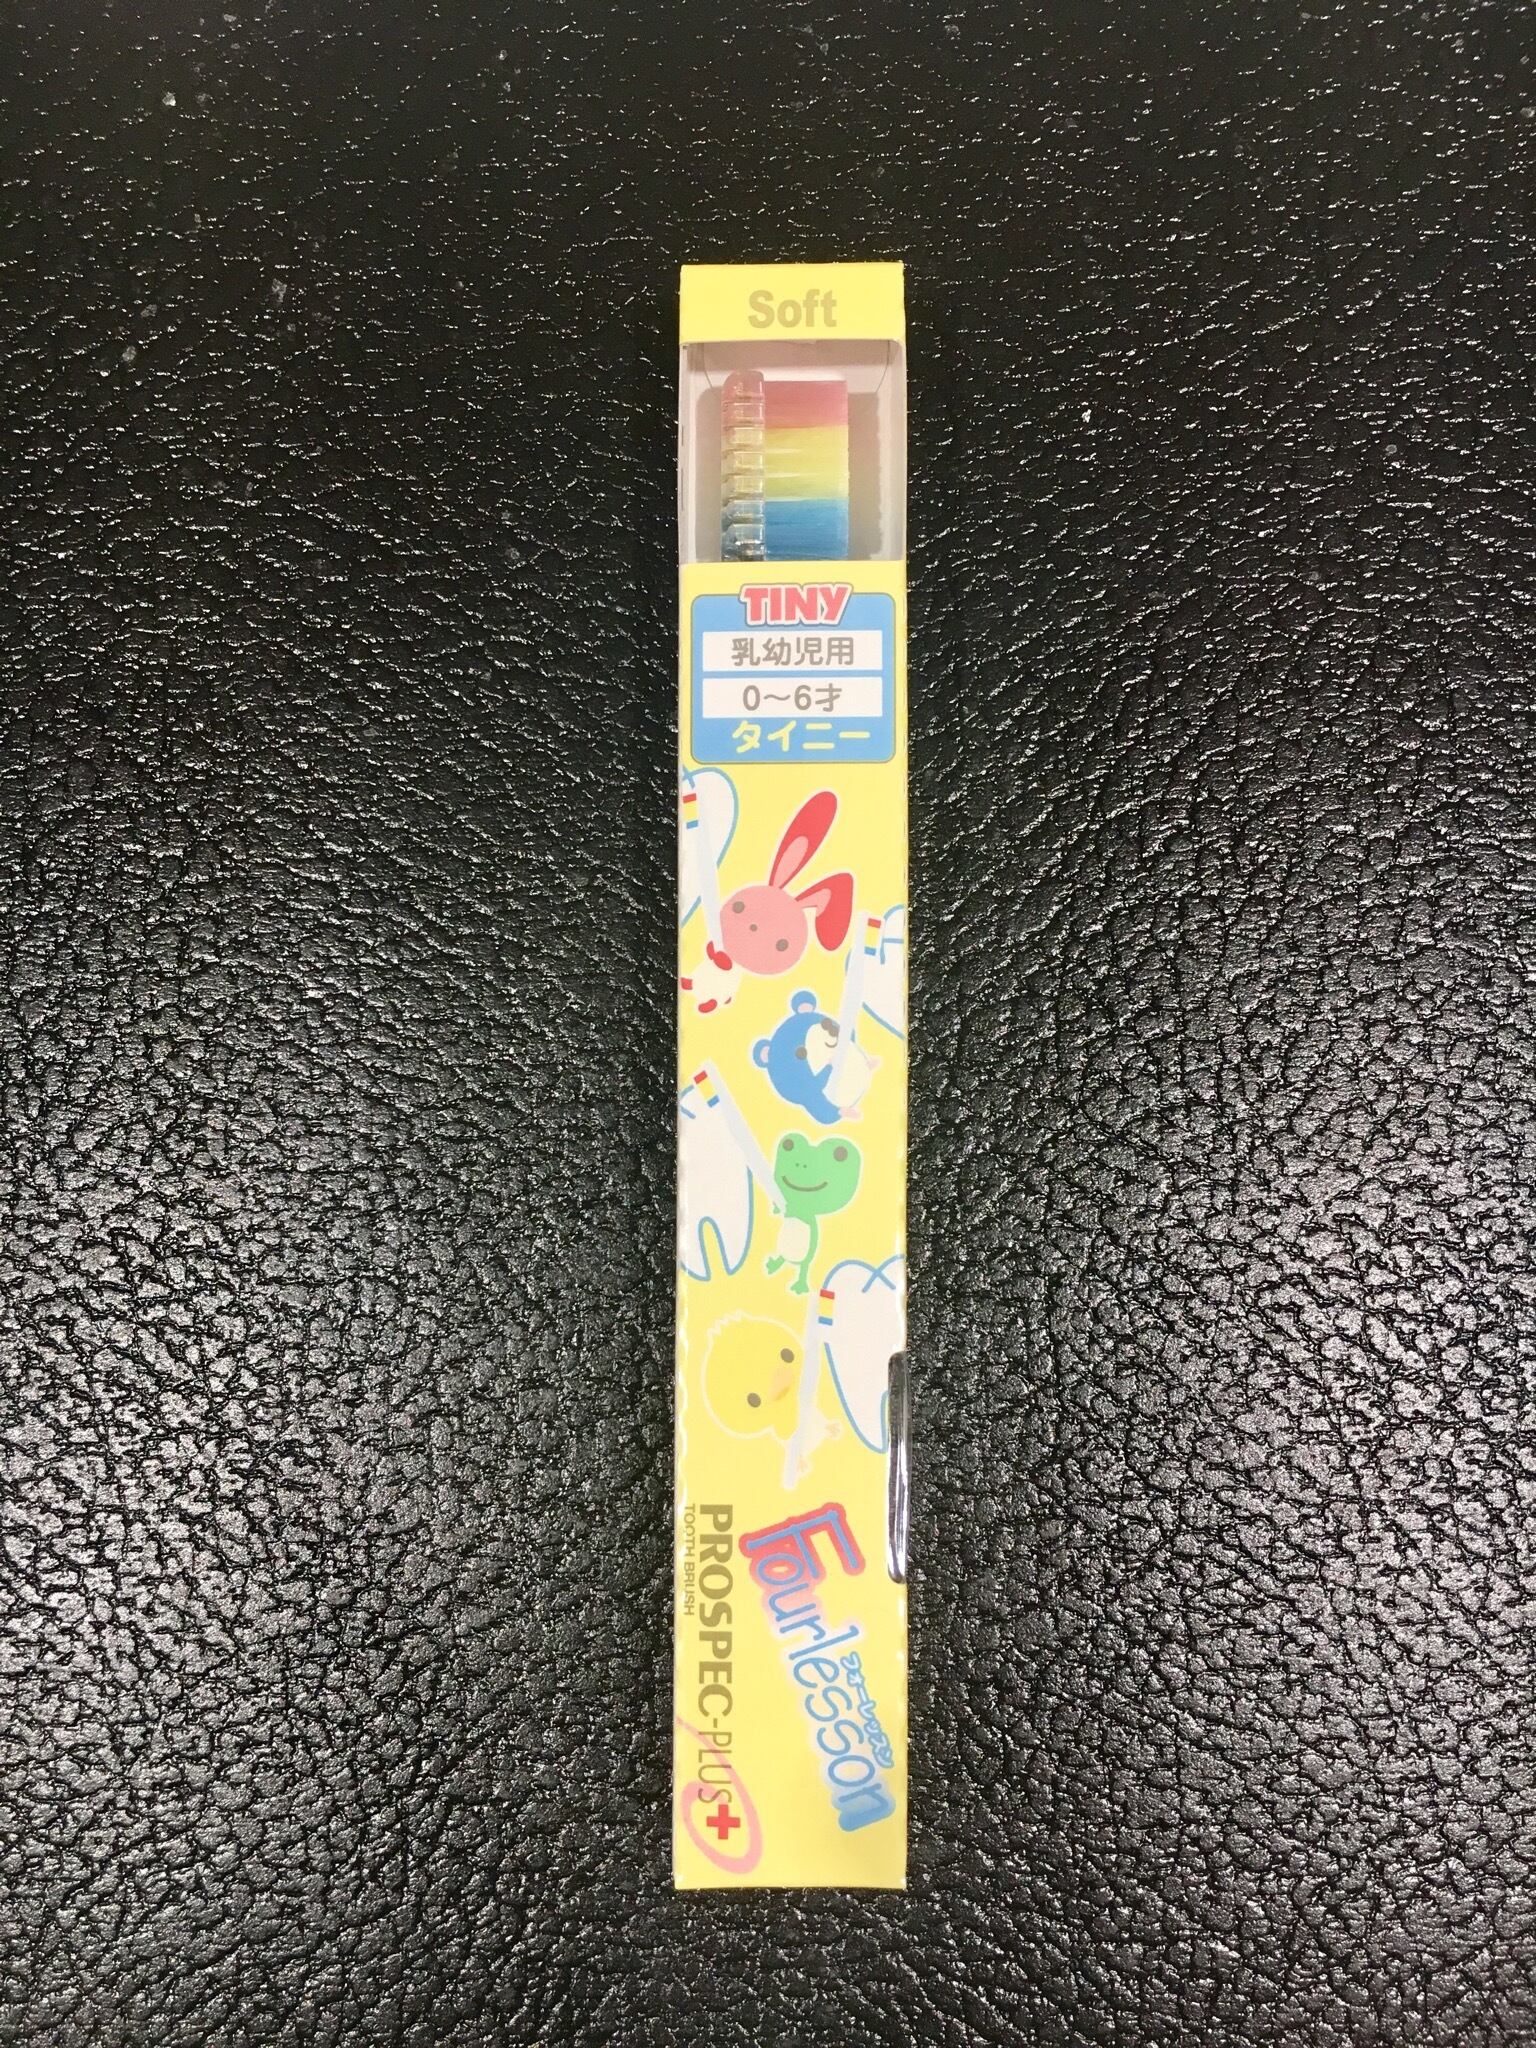 Soft
TINY
乳幼児用
0〜6才
タイニー
Fourlesson
フォーレッスン
PROSPEC-PLUS+
TOOTH BRUSH